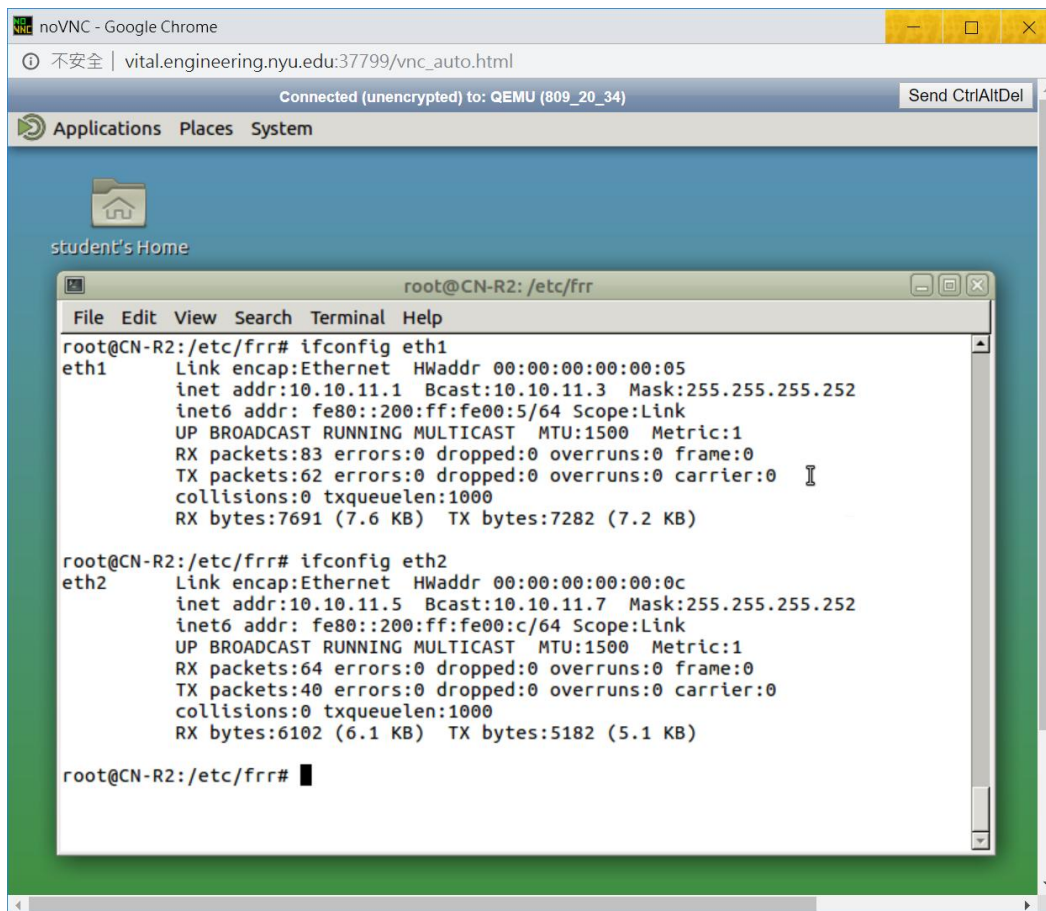 noVNC - Google Chrome
不安全 | vital.engineering.nyu.edu:37799/vnc_auto.html
Connected (unencrypted) to: QEMU (809_20_34)
Send CtrlAltDel
Applications Places System
student's Home
root@CN-R2: /etc/frr
File Edit View Search Terminal Help
root@CN-R2:/etc/frr# ifconfig eth1
eth1 Link encap:Ethernet HWaddr 00:00:00:00:00:05
inet addr:10.10.11.1 Bcast:10.10.11.3 Mask:255.255.255.252
inet6 addr: fe80::200:ff:fe00:5/64 Scope:Link
UP BROADCAST RUNNING MULTICAST MTU:1500 Metric:1
RX packets:83 errors:0 dropped:0 overruns:0 frame:0
TX packets:62 errors:0 dropped:0 overruns:0 carrier:0
collisions:0 txqueuelen:1000
RX bytes:7691 (7.6 KB) TX bytes:7282 (7.2 KB)
root@CN-R2:/etc/frr# ifconfig eth2
eth2 Link encap:Ethernet HWaddr 00:00:00:00:00:0c
inet addr:10.10.11.5 Bcast:10.10.11.7 Mask:255.255.255.252
inet6 addr: fe80::200:ff:fe00:c/64 Scope:Link
UP BROADCAST RUNNING MULTICAST MTU:1500 Metric:1
RX packets:64 errors:0 dropped:0 overruns:0 frame:0
TX packets:40 errors:0 dropped:0 overruns:0 carrier:0
collisions:0 txqueuelen:1000
RX bytes:6102 (6.1 KB) TX bytes:5182 (5.1 KB)
root@CN-R2:/etc/frr#